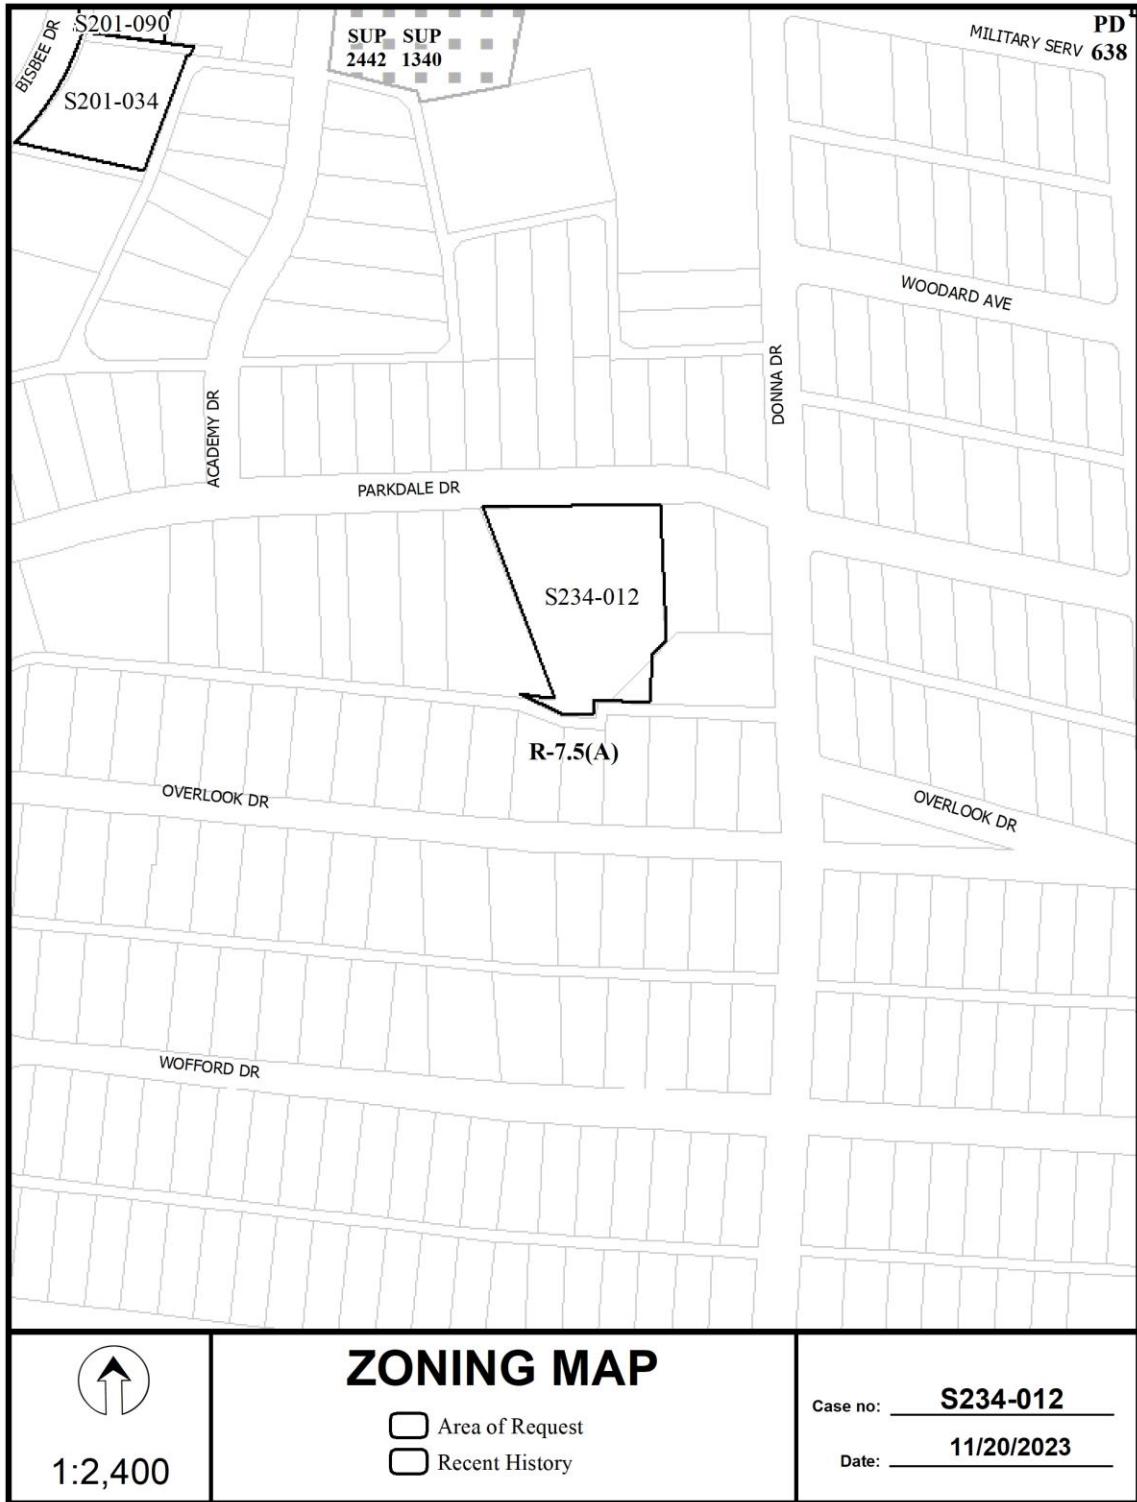 S201-090
BISBEE DR
S201-034
SUP SUP
2442 1340
MILITARY SERV
PD
638
WOODARD AVE
DONNA DR
ACADEMY DR
PARKDALE DR
S234-012
R-7.5(A)
OVERLOOK DR
OVERLOOK DR
WOFFORD DR
1:2,400
ZONING MAP
Area of Request
Recent History
Case no: S234-012
Date: 11/20/2023